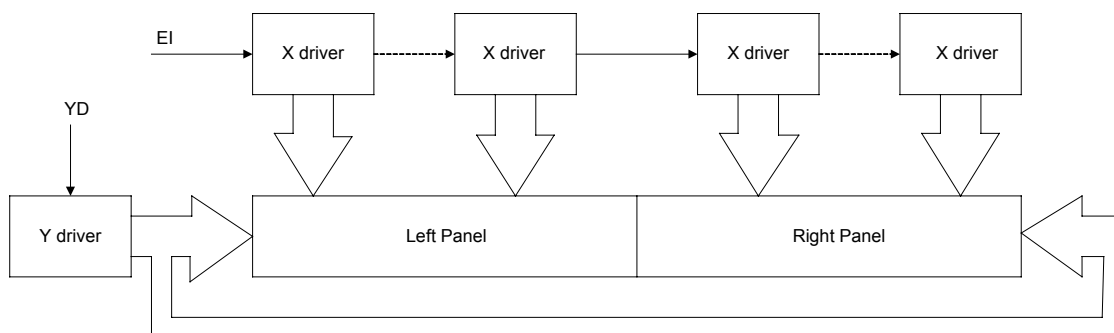 EI
X driver
X driver
X driver
X driver
YD
Y driver
Left Panel
Right Panel